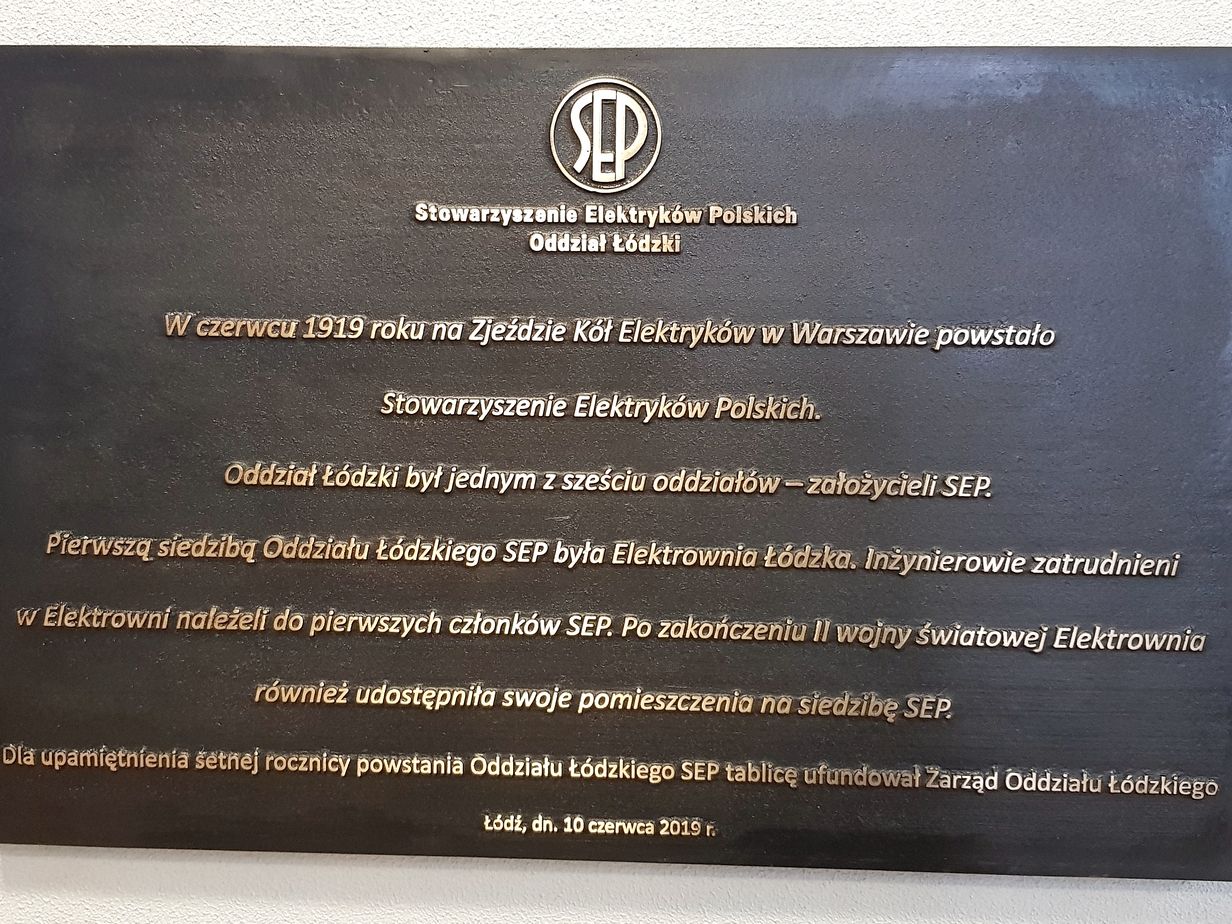 SEP
Stowarzyszenie Elektryków Polskich
Oddział Łódzki
W czerwcu 1919 roku na Zjeździe Kół Elektryków w Warszawie powstało
Stowarzyszenie Elektryków Polskich.
Oddział Łódzki był jednym z sześciu oddziałów – założycieli SEP.
Pierwszą siedzibą Oddziału Łódzkiego SEP była Elektrownia Łódzka. Inżynierowie zatrudnieni
w Elektrowni należeli do pierwszych członków SEP. Po zakończeniu II wojny światowej Elektrownia
również udostępniła swoje pomieszczenia na siedzibę SEP.
Dla upamiętnienia setnej rocznicy powstania Oddziału Łódzkiego SEP tablicę ufundował Zarząd Oddziału Łódzkiego
Łódź, dn. 10 czerwca 2019 r.